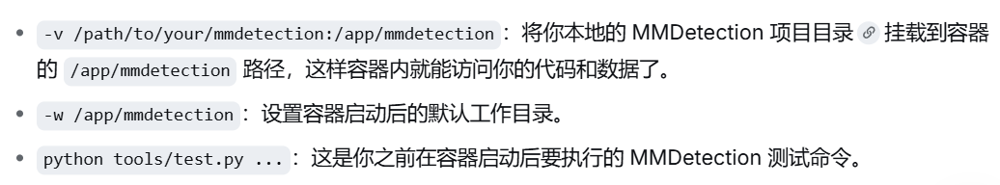 -v /path/to/your/mmdetection:/app/mmdetection：将你本地的 MMDetection 项目目录 挂载到容器
的 /app/mmdetection 路径，这样容器内就能访问你的代码和数据了。
-w /app/mmdetection：设置容器启动后的默认工作目录。
python tools/test.py ...：这是你之前在容器启动后要执行的 MMDetection 测试命令。